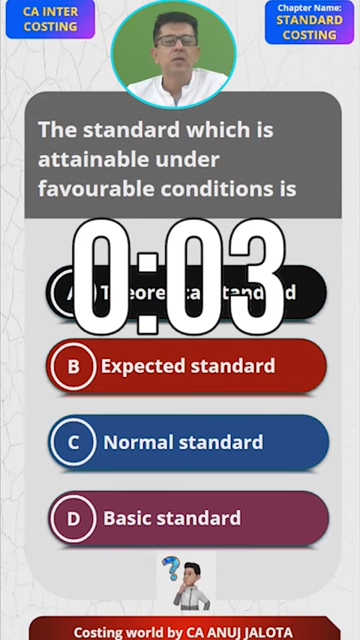 CA INTER
COSTING
Chapter Name:
STANDARD
COSTING
The standard which is
attainable under
favourable conditions is
0:03
A
B Expected standard
C Normal standard
D Basic standard
?
Costing world by CA ANUJ JALOTA